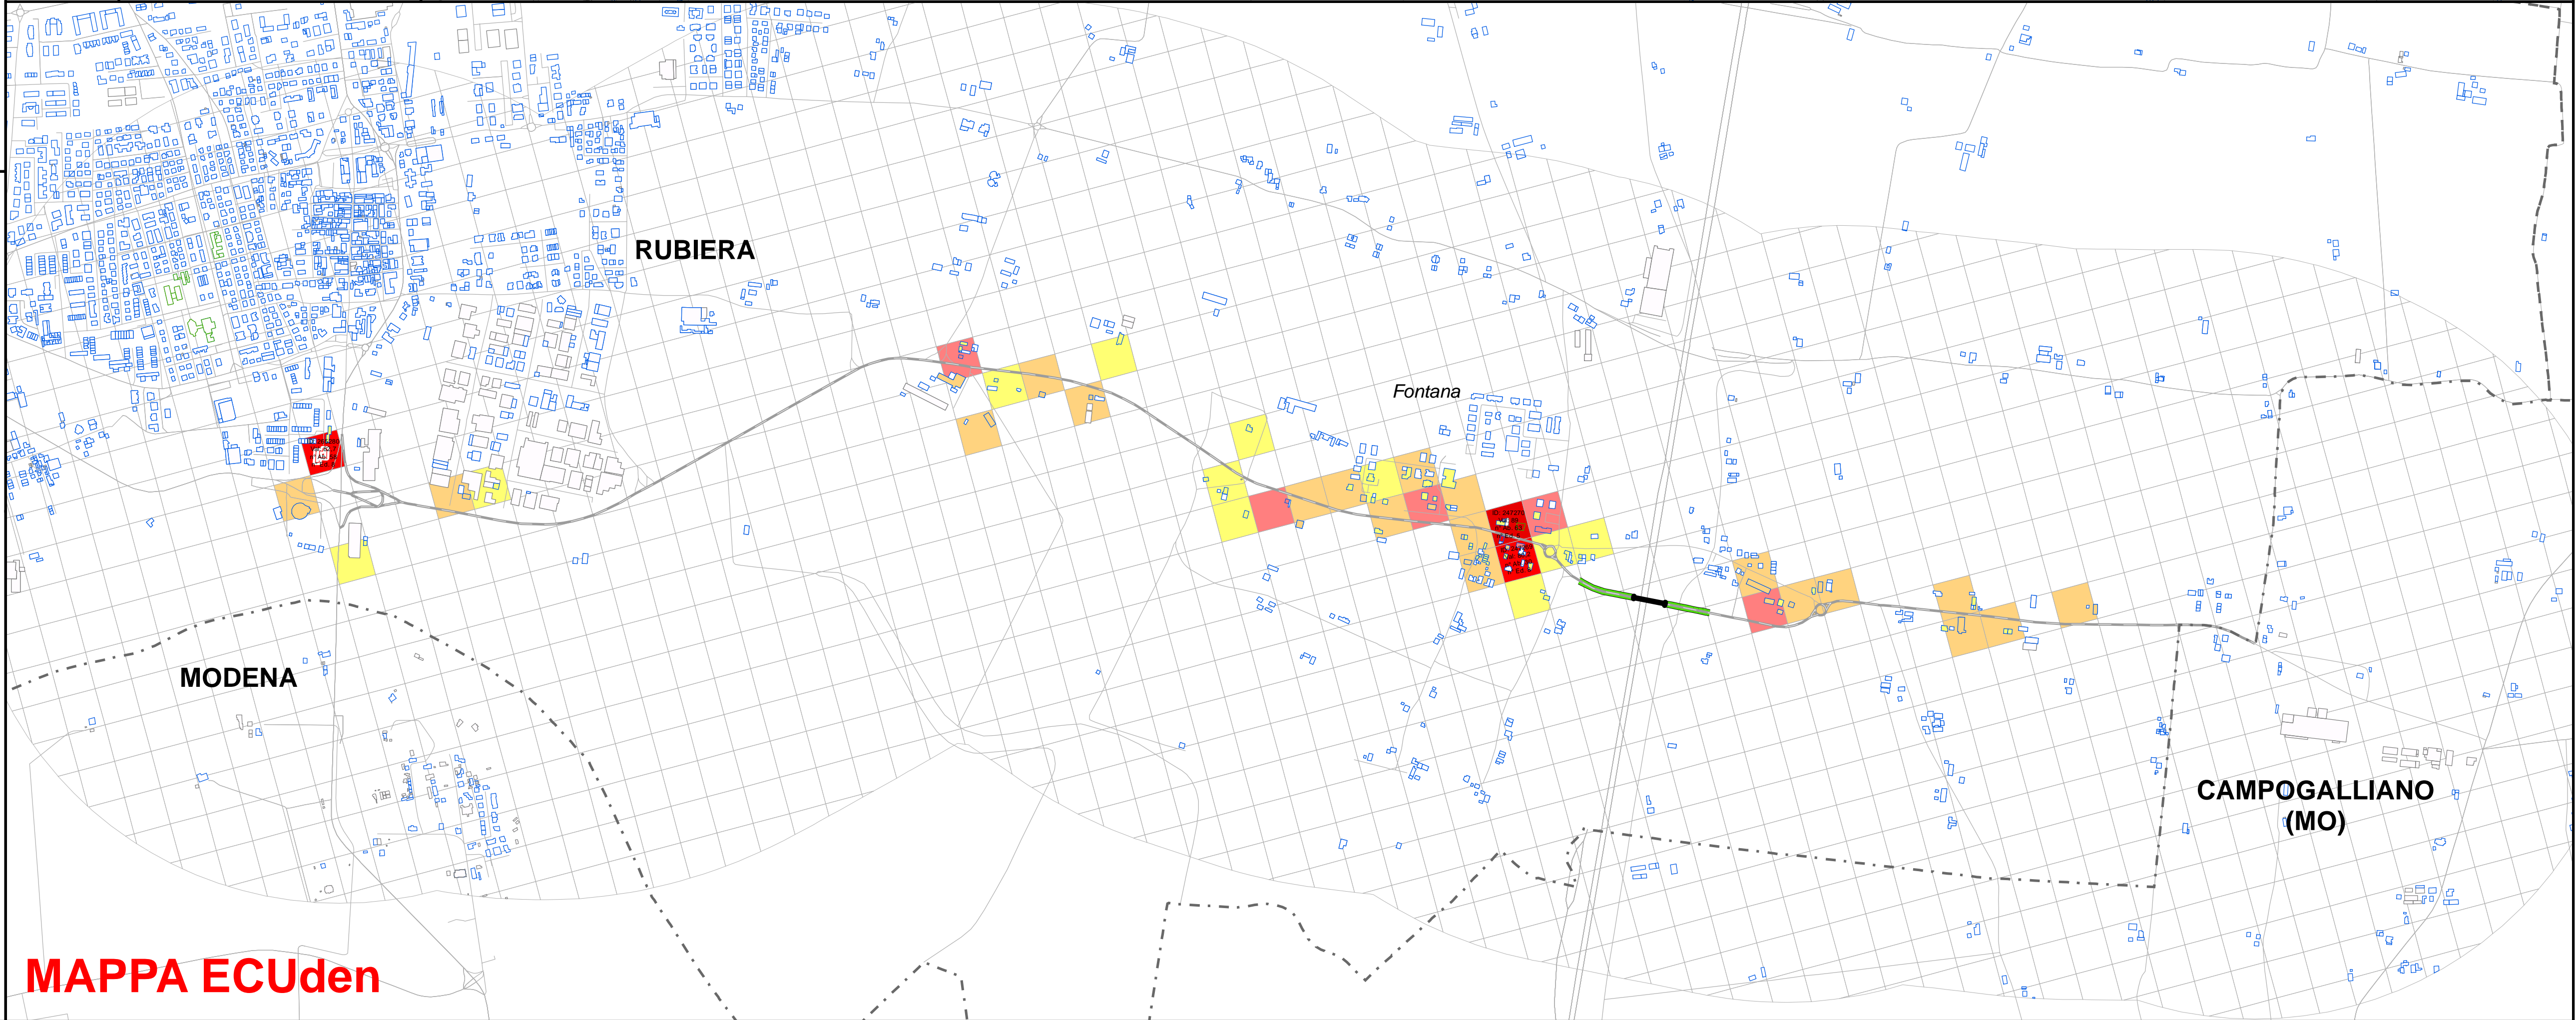 RUBIERA
Fontana
MODENA
CAMPOGALLIANO
(MO)
MAPPA ECUden